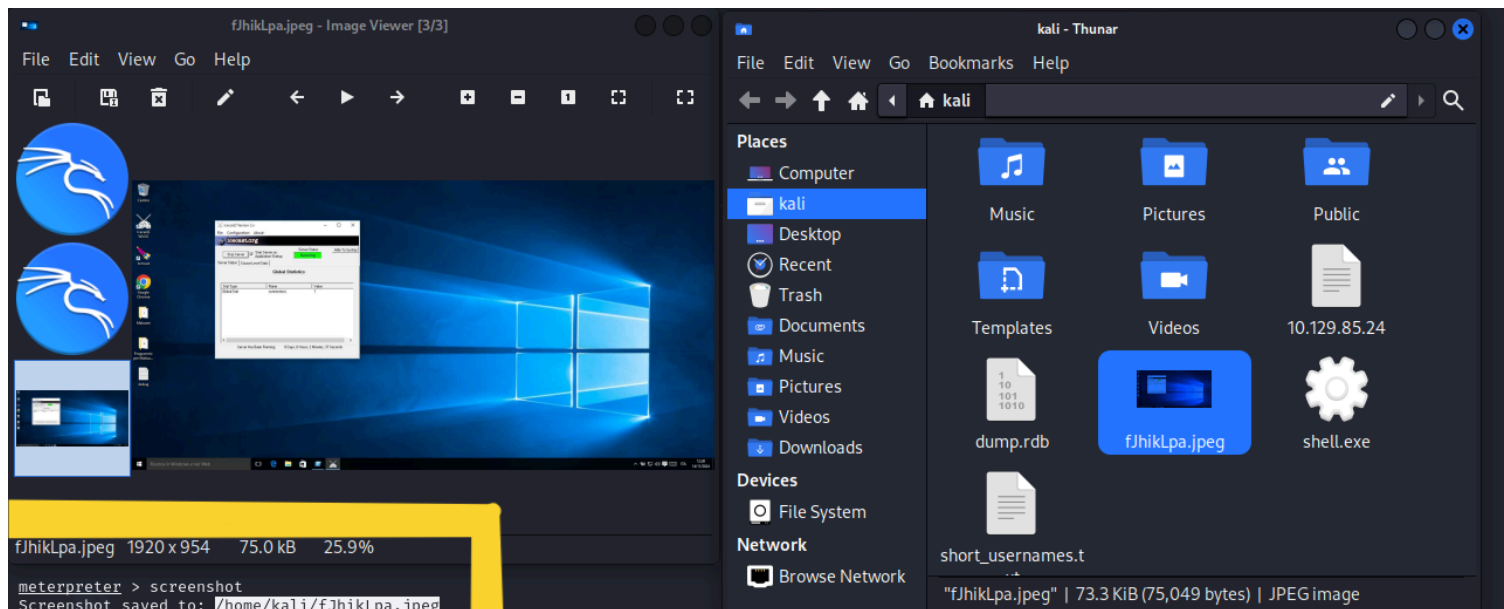 fJhikLpa.jpeg - Image Viewer [3/3]
File Edit View Go Help
fJhikLpa.jpeg 1920 x 954 75.0 kB 25.9%
meterpreter > screenshot
Screenshot saved to: /home/kali/fJhikLpa.jpeg
icecast.org
Global Statistics
kali - Thunar
File Edit View Go Bookmarks Help
kali
Places
Computer
kali
Desktop
Recent
Trash
Documents
Music
Pictures
Videos
Downloads
Devices
File System
Network
Browse Network
Music Pictures Public
Templates Videos 10.129.85.24
dump.rdb fJhikLpa.jpeg shell.exe
short_usernames.t
"fJhikLpa.jpeg" | 73.3 KiB (75,049 bytes) | JPEG image